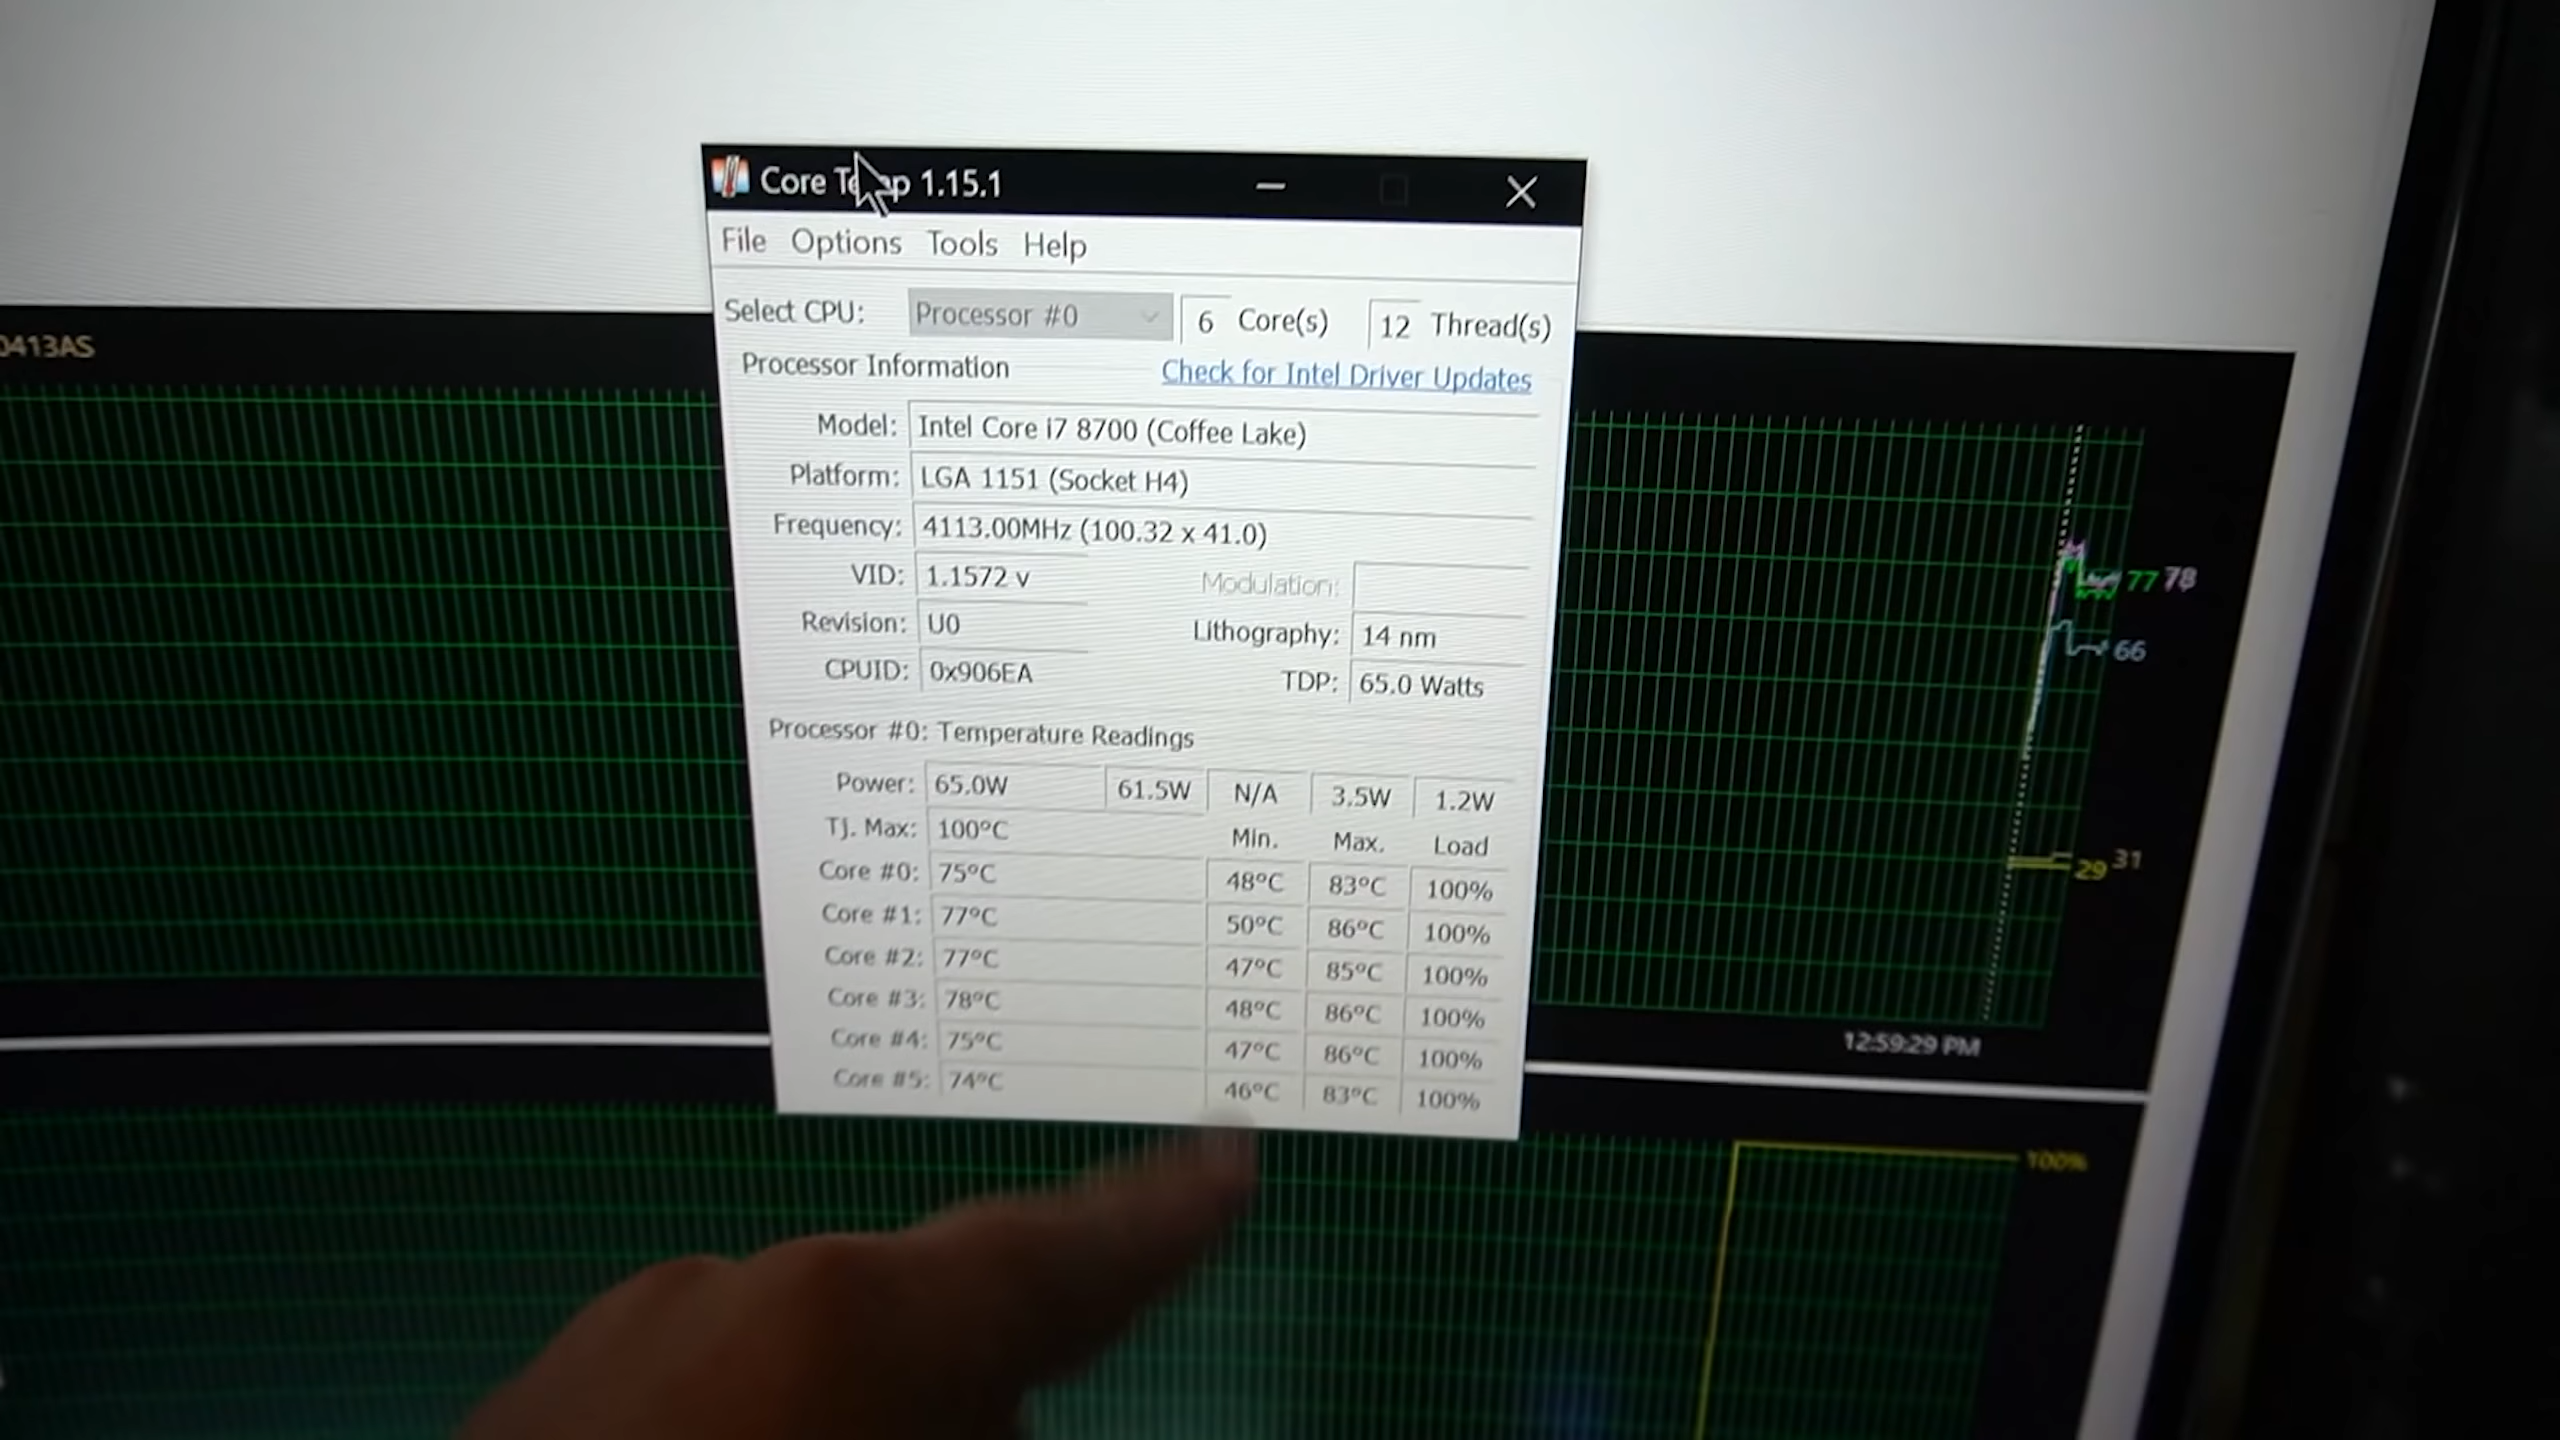 Core Temp 1.15.1
File Options Tools Help
Select CPU: Processor #0 6 Core(s) 12 Thread(s)
Processor Information Check for Intel Driver Updates
Model: Intel Core i7 8700 (Coffee Lake)
Platform: LGA 1151 (Socket H4)
Frequency: 4113.00MHz (100.32 x 41.0)
VID: 1.1572 v Modulation:
Revision: U0 Lithography: 14 nm
CPUID: 0x906EA TDP: 65.0 Watts
Processor #0: Temperature Readings
Power: 65.0W 61.5W N/A 3.5W 1.2W
Tj. Max: 100°C Min. Max. Load
Core #0: 75°C 48°C 83°C 100%
Core #1: 77°C 50°C 86°C 100%
Core #2: 77°C 47°C 85°C 100%
Core #3: 78°C 48°C 86°C 100%
Core #4: 75°C 47°C 86°C 100%
Core #5: 74°C 46°C 83°C 100%
0413AS
77 78
66
29 31
12:59:29 PM
100%